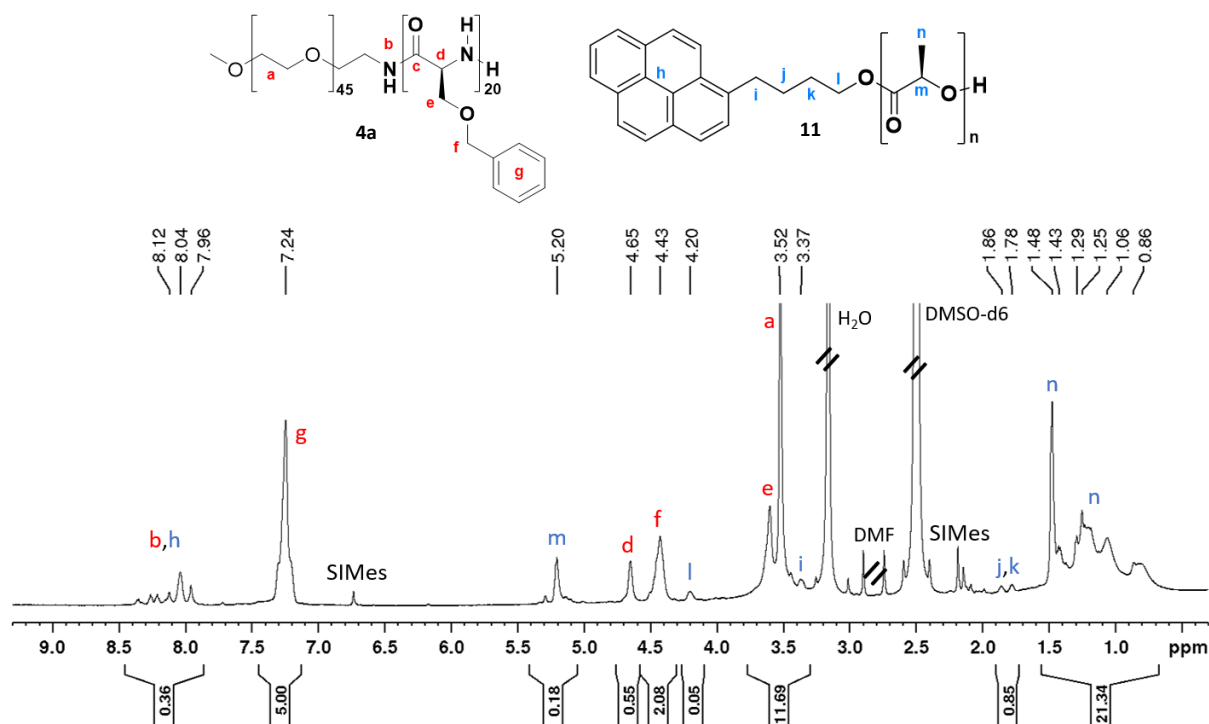 O
b
H
N
O
N
H
c
d
a
O
45
O
H
20
e
O
f
g
4a
h
i
j
k
l
O
O
n
m
O
H
n
11
8.12 8.04 7.96 7.24 5.20 4.65 4.43 4.20 3.52 3.37 1.86 1.78 1.48 1.43 1.29 1.25 1.06 0.86
a H₂O DMSO-d6
n
g e n
b,h SIMes m d f l i DMF SIMes j,k
9.0 8.5 8.0 7.5 7.0 6.5 6.0 5.5 5.0 4.5 4.0 3.5 3.0 2.5 2.0 1.5 1.0 ppm
0.36 5.00 0.18 0.55 2.08 0.05 11.69 0.85 21.34